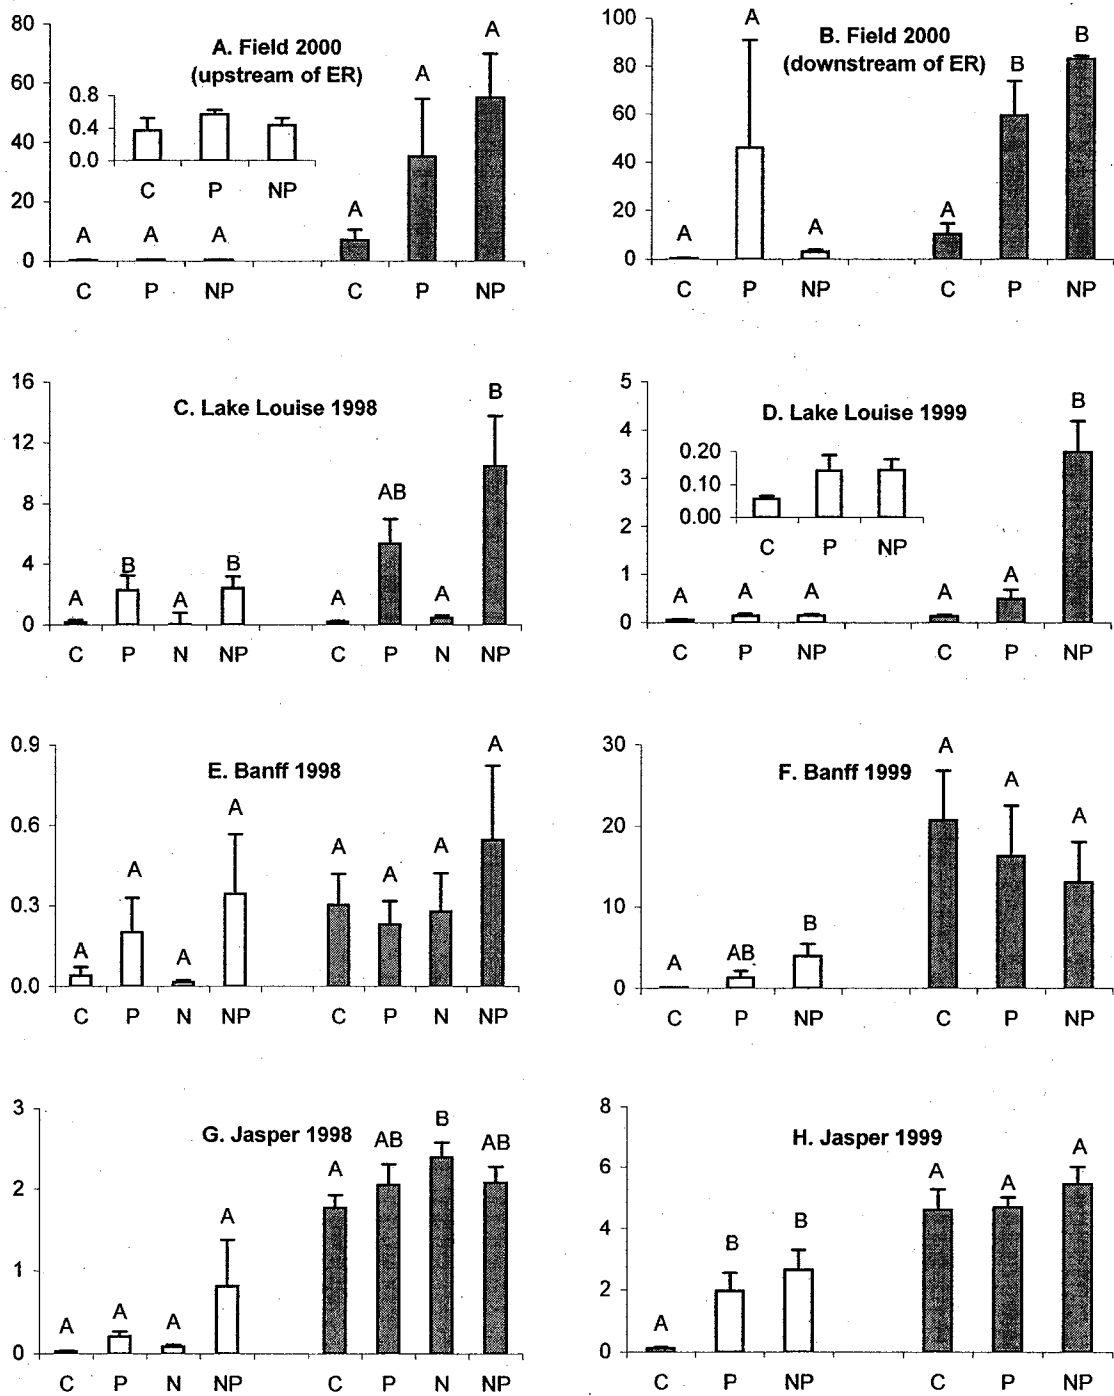 80
60
40
20
0
A. Field 2000
(upstream of ER)
0.8
0.4
0.0
C P NP
A A A A A A
C P NP C P NP
100
80
60
40
20
0
B. Field 2000
(downstream of ER)
A A A A B B
C P NP C P NP
16
12
8
4
0
C. Lake Louise 1998
A B A B A AB A B
C P N NP C P N NP
5
4
3
2
1
0
D. Lake Louise 1999
0.20
0.10
0.00
C P NP
A A A A A B
C P NP C P NP
0.9
0.6
0.3
0.0
E. Banff 1998
A A A A A A A A
C P N NP C P N NP
30
20
10
0
F. Banff 1999
A AB B A A A
C P NP C P NP
3
2
1
0
G. Jasper 1998
A A A A A AB B AB
C P N NP C P N NP
8
6
4
2
0
H. Jasper 1999
A B B A A A
C P NP C P NP